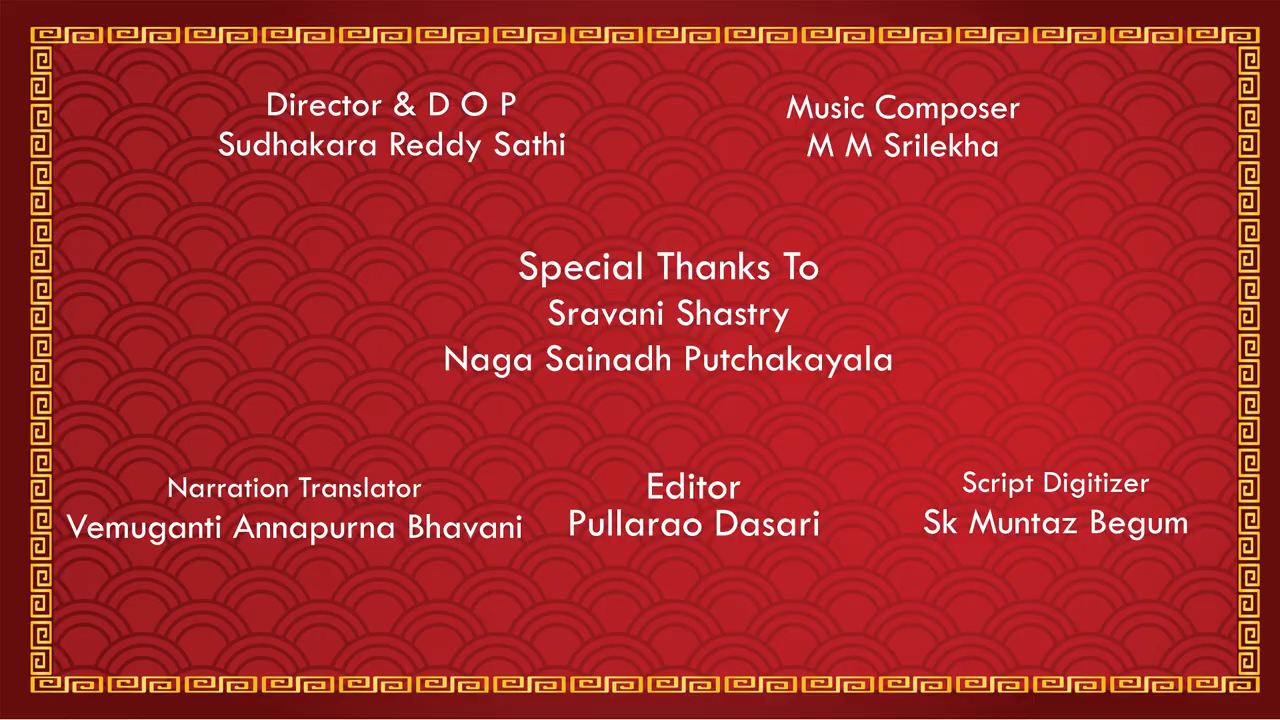 Director & D O P
Sudhakara Reddy Sathi
Music Composer
M M Srilekha
Special Thanks To
Sravani Shastry
Naga Sainadh Putchakayala
Narration Translator
Vemuganti Annapurna Bhavani
Editor
Pullarao Dasari
Script Digitizer
Sk Muntaz Begum